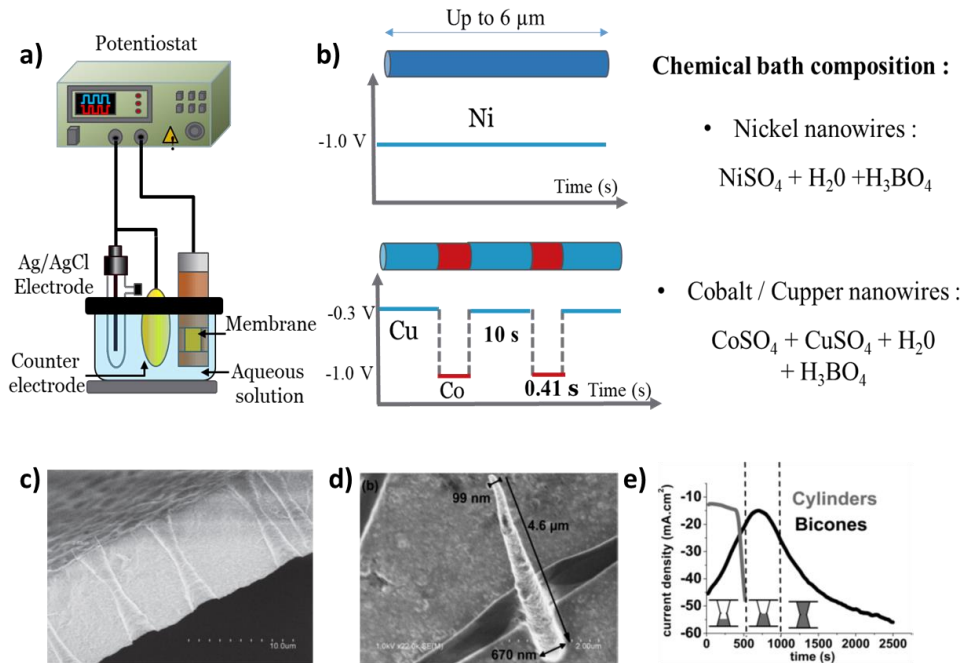 a)
Potentiostat
Ag/AgCl
Electrode
Counter
electrode
Membrane
Aqueous
solution
b)
Up to 6 µm
Ni
-1.0 V
Time (s)
-0.3 V
Cu
10 s
-1.0 V
Co
0.41 s
Time (s)
Chemical bath composition :
• Nickel nanowires :
NiSO₄ + H₂0 +H₃BO₄
• Cobalt / Cupper nanowires :
CoSO₄ + CuSO₄ + H₂0
+ H₃BO₄
c)
10.0um
d)
(b)
99 nm
4.6 µm
670 nm
2.00um
e)
Cylinders
Bicones
current density (mA.cm²)
-10
-20
-30
-40
-50
-60
0
500
1000
1500
2000
2500
time (s)